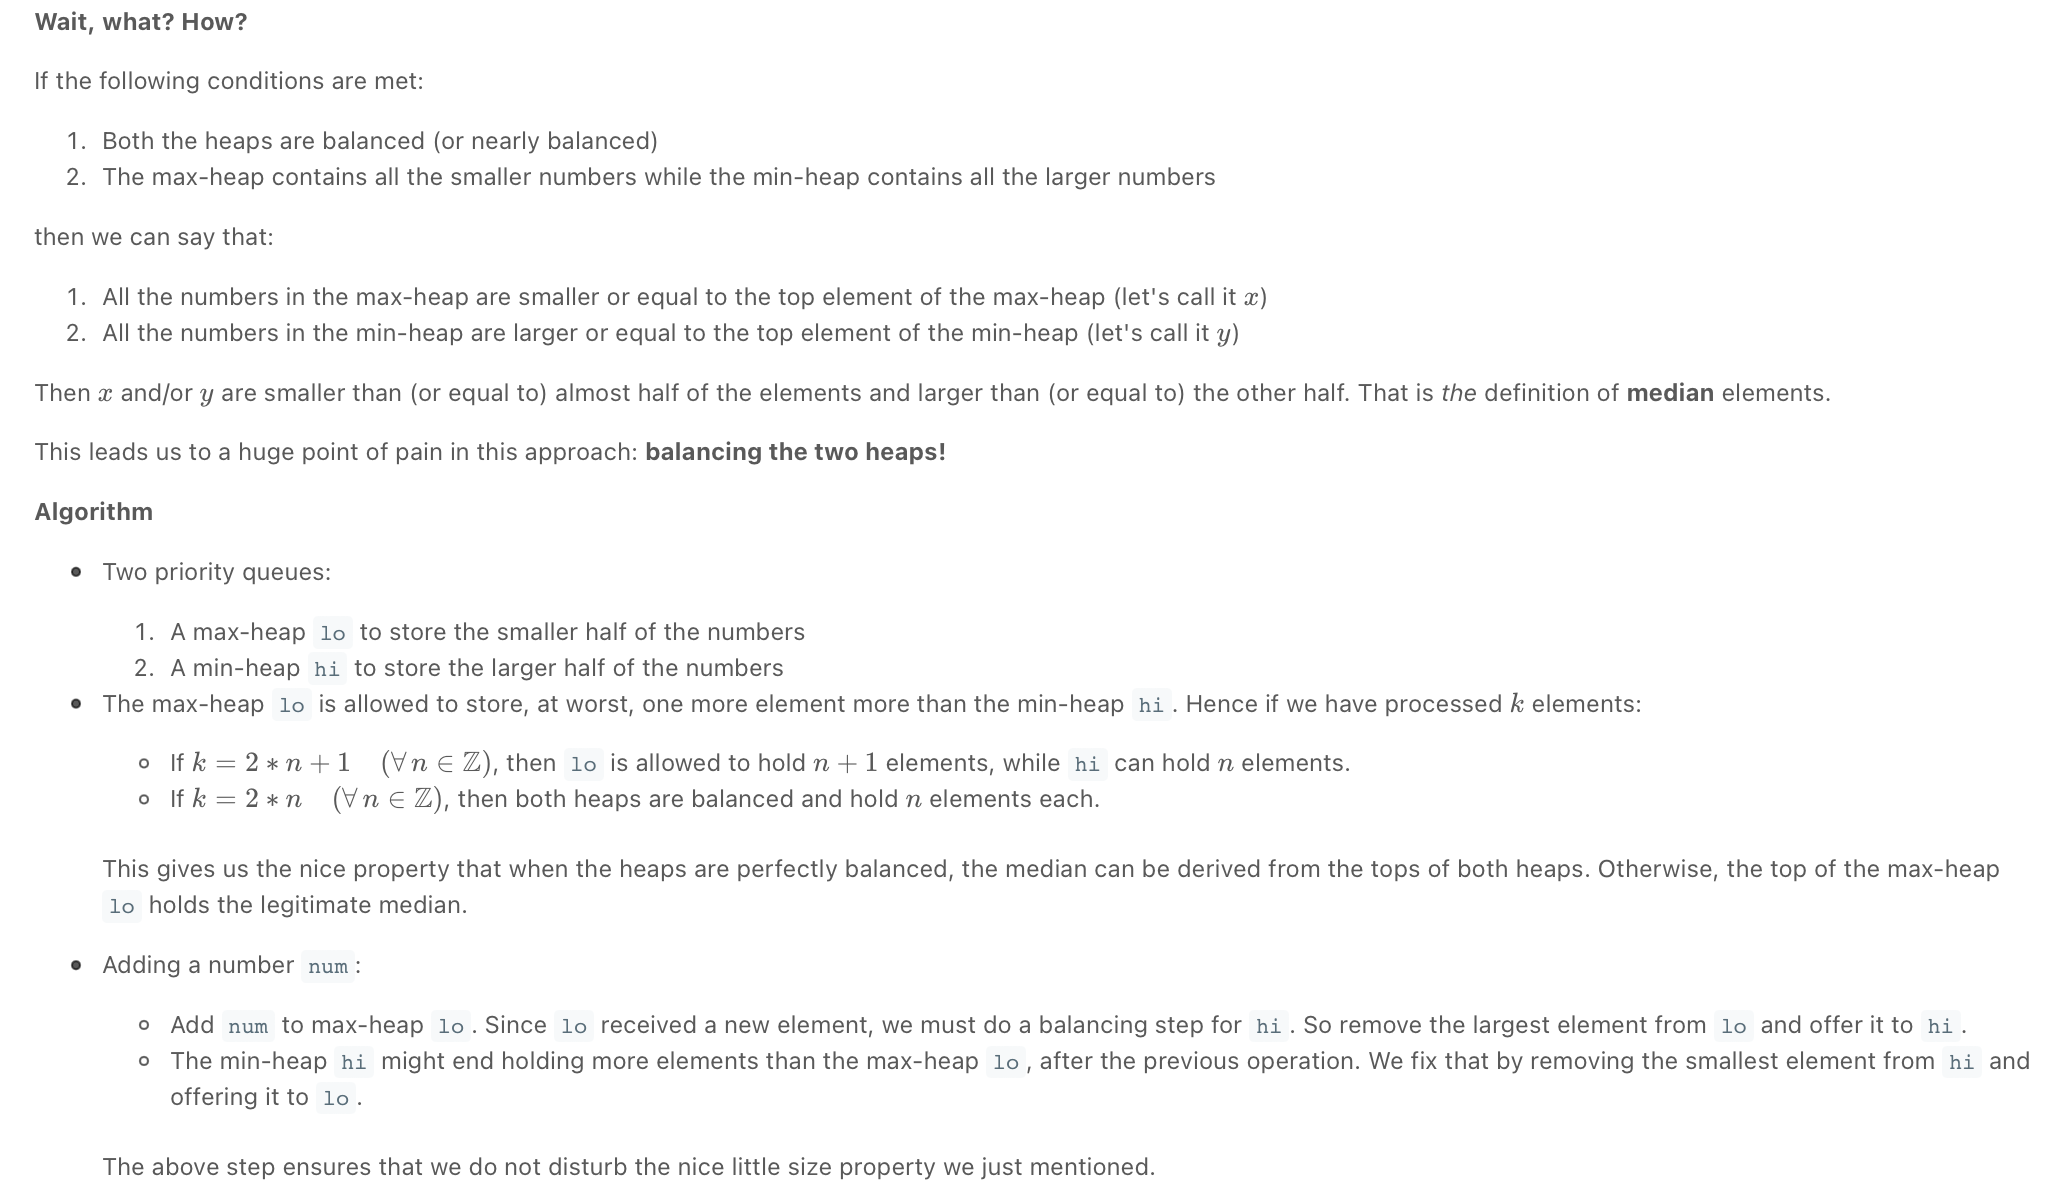 Wait, what? How?
If the following conditions are met:
1. Both the heaps are balanced (or nearly balanced)
2. The max-heap contains all the smaller numbers while the min-heap contains all the larger numbers
then we can say that:
1. All the numbers in the max-heap are smaller or equal to the top element of the max-heap (let's call it x)
2. All the numbers in the min-heap are larger or equal to the top element of the min-heap (let's call it y)
Then x and/or y are smaller than (or equal to) almost half of the elements and larger than (or equal to) the other half. That is the definition of median elements.
This leads us to a huge point of pain in this approach: balancing the two heaps!
Algorithm
• Two priority queues:
1. A max-heap lo to store the smaller half of the numbers
2. A min-heap hi to store the larger half of the numbers
• The max-heap lo is allowed to store, at worst, one more element more than the min-heap hi. Hence if we have processed k elements:
◦ If k = 2 * n + 1 (∀ n ∈ ℤ), then lo is allowed to hold n + 1 elements, while hi can hold n elements.
◦ If k = 2 * n (∀ n ∈ ℤ), then both heaps are balanced and hold n elements each.
This gives us the nice property that when the heaps are perfectly balanced, the median can be derived from the tops of both heaps. Otherwise, the top of the max-heap
lo holds the legitimate median.
• Adding a number num:
◦ Add num to max-heap lo. Since lo received a new element, we must do a balancing step for hi. So remove the largest element from lo and offer it to hi.
◦ The min-heap hi might end holding more elements than the max-heap lo, after the previous operation. We fix that by removing the smallest element from hi and
offering it to lo.
The above step ensures that we do not disturb the nice little size property we just mentioned.